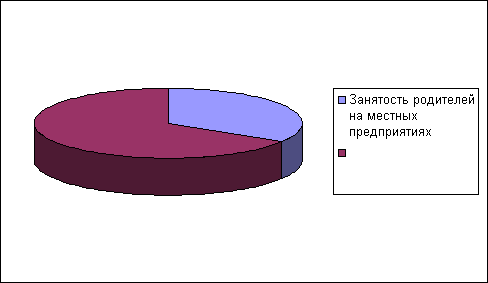 Занятость родителей
на местных
предприятиях